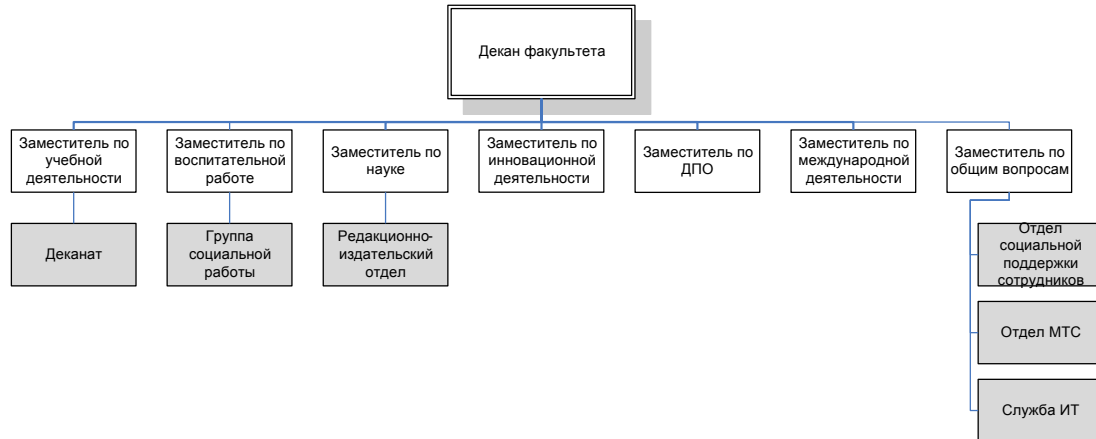 Декан факультета
Заместитель по
учебной
деятельности
Заместитель по
воспитательной
работе
Заместитель по
науке
Заместитель по
инновационной
деятельности
Заместитель по
ДПО
Заместитель по
международной
деятельности
Заместитель по
общим вопросам
Деканат
Группа
социальной
работы
Редакционно-
издательский
отдел
Отдел
социальной
поддержки
сотрудников
Отдел МТС
Служба ИТ